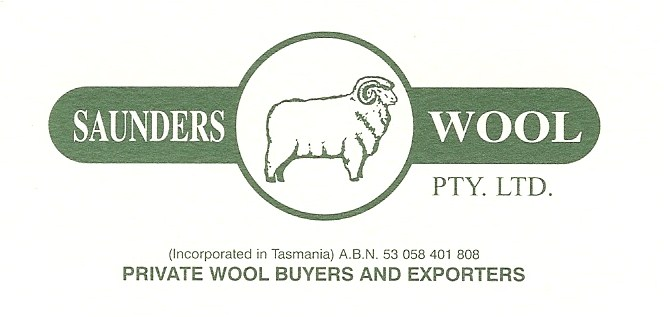 SAUNDERS WOOL
PTY. LTD.
(Incorporated in Tasmania) A.B.N. 53 058 401 808
PRIVATE WOOL BUYERS AND EXPORTERS